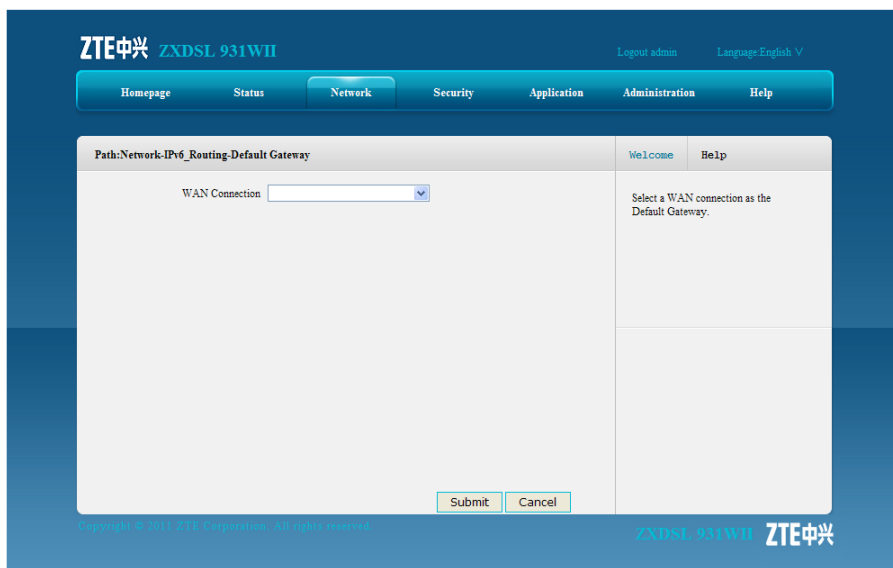 ZTE中兴 ZXDSL 931WII
Logout admin Language:English V
Homepage Status Network Security Application Administration Help
Path:Network-IPv6_Routing-Default Gateway
Welcome Help
WAN Connection
Select a WAN connection as the
Default Gateway.
Submit Cancel
Copyright © 2011 ZTE Corporation. All rights reserved.
ZXDSL 931WII ZTE中兴